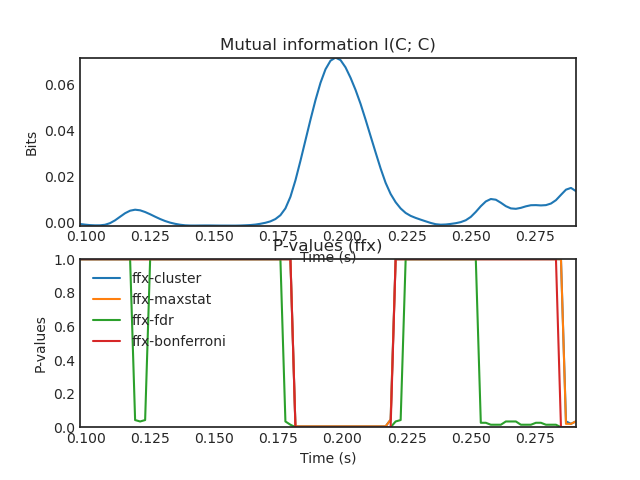 Mutual information I(C; C)
Bits
0.06
0.04
0.02
0.00
0.100 0.125 0.150 0.175 0.200 0.225 0.250 0.275
Time (s)
P-values (ffx)
P-values
1.0
0.8
0.6
0.4
0.2
0.0
ffx-cluster
ffx-maxstat
ffx-fdr
ffx-bonferroni
0.100 0.125 0.150 0.175 0.200 0.225 0.250 0.275
Time (s)